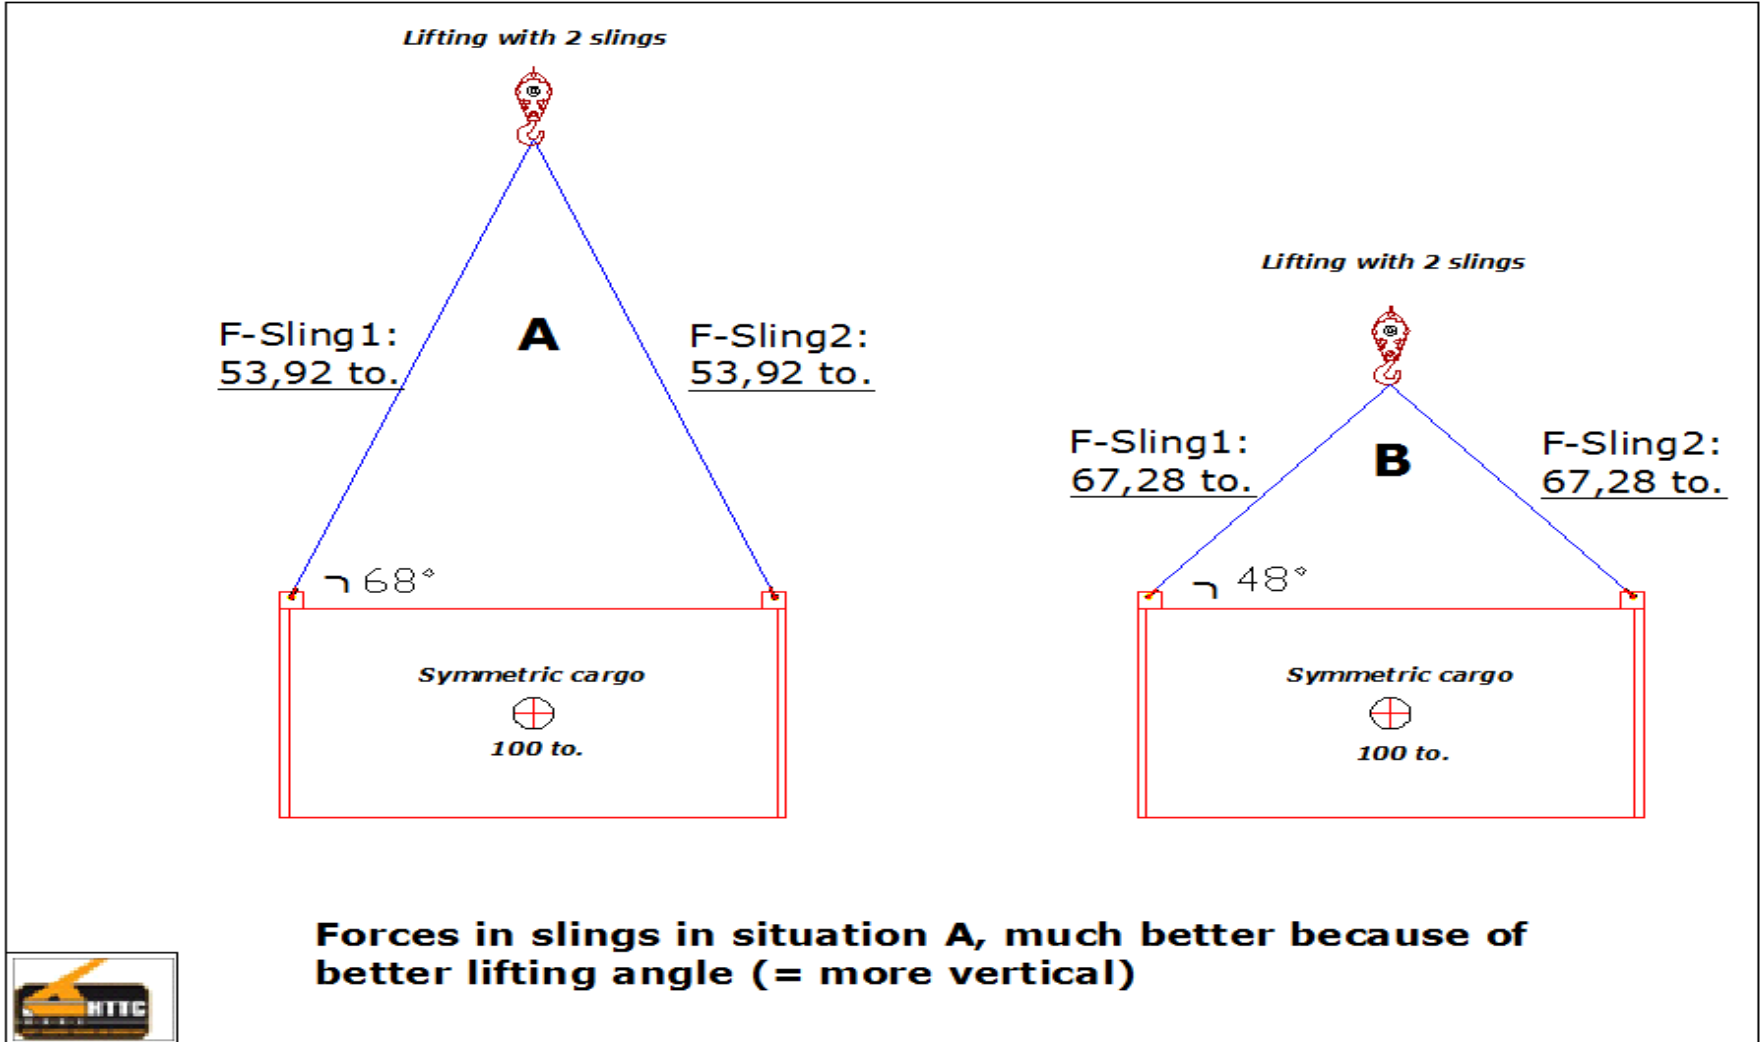 Lifting with 2 slings
F-Sling1:
53,92 to.
A
F-Sling2:
53,92 to.
68°
Symmetric cargo
100 to.
Lifting with 2 slings
F-Sling1:
67,28 to.
B
F-Sling2:
67,28 to.
48°
Symmetric cargo
100 to.
Forces in slings in situation A, much better because of
better lifting angle (= more vertical)
HTTC